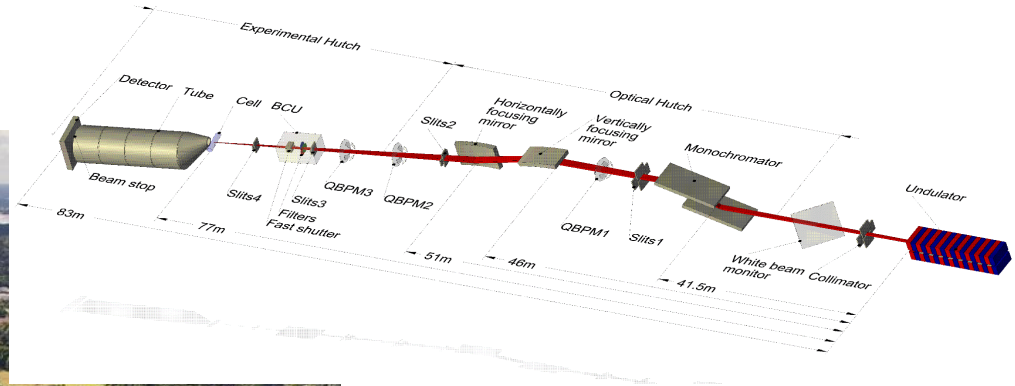 Experimental Hutch
Optical Hutch
Detector
Tube
Cell
BCU
Slits2
Horizontally
focusing
mirror
Vertically
focusing
mirror
Monochromator
Undulator
Beam stop
Slits4
Slits3
Filters
Fast shutter
QBPM3
QBPM2
QBPM1
Slits1
White beam
monitor
Collimator
83m
77m
51m
46m
41.5m